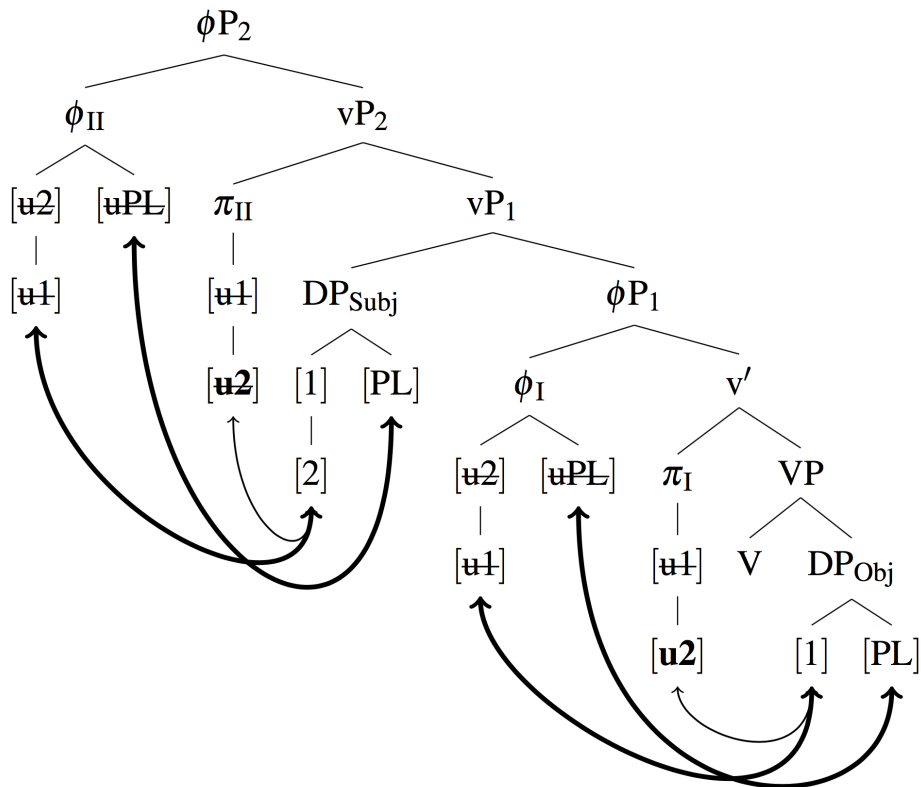 ϕP₂
ϕII vP₂
[u2] [uPL] πII vP₁
[u1] [u1] DPSubj ϕP₁
[u2] [1] [PL] ϕI v′
[2] [u2] [uPL] πI VP
[u1] [u1] V DPObj
[u2] [1] [PL]